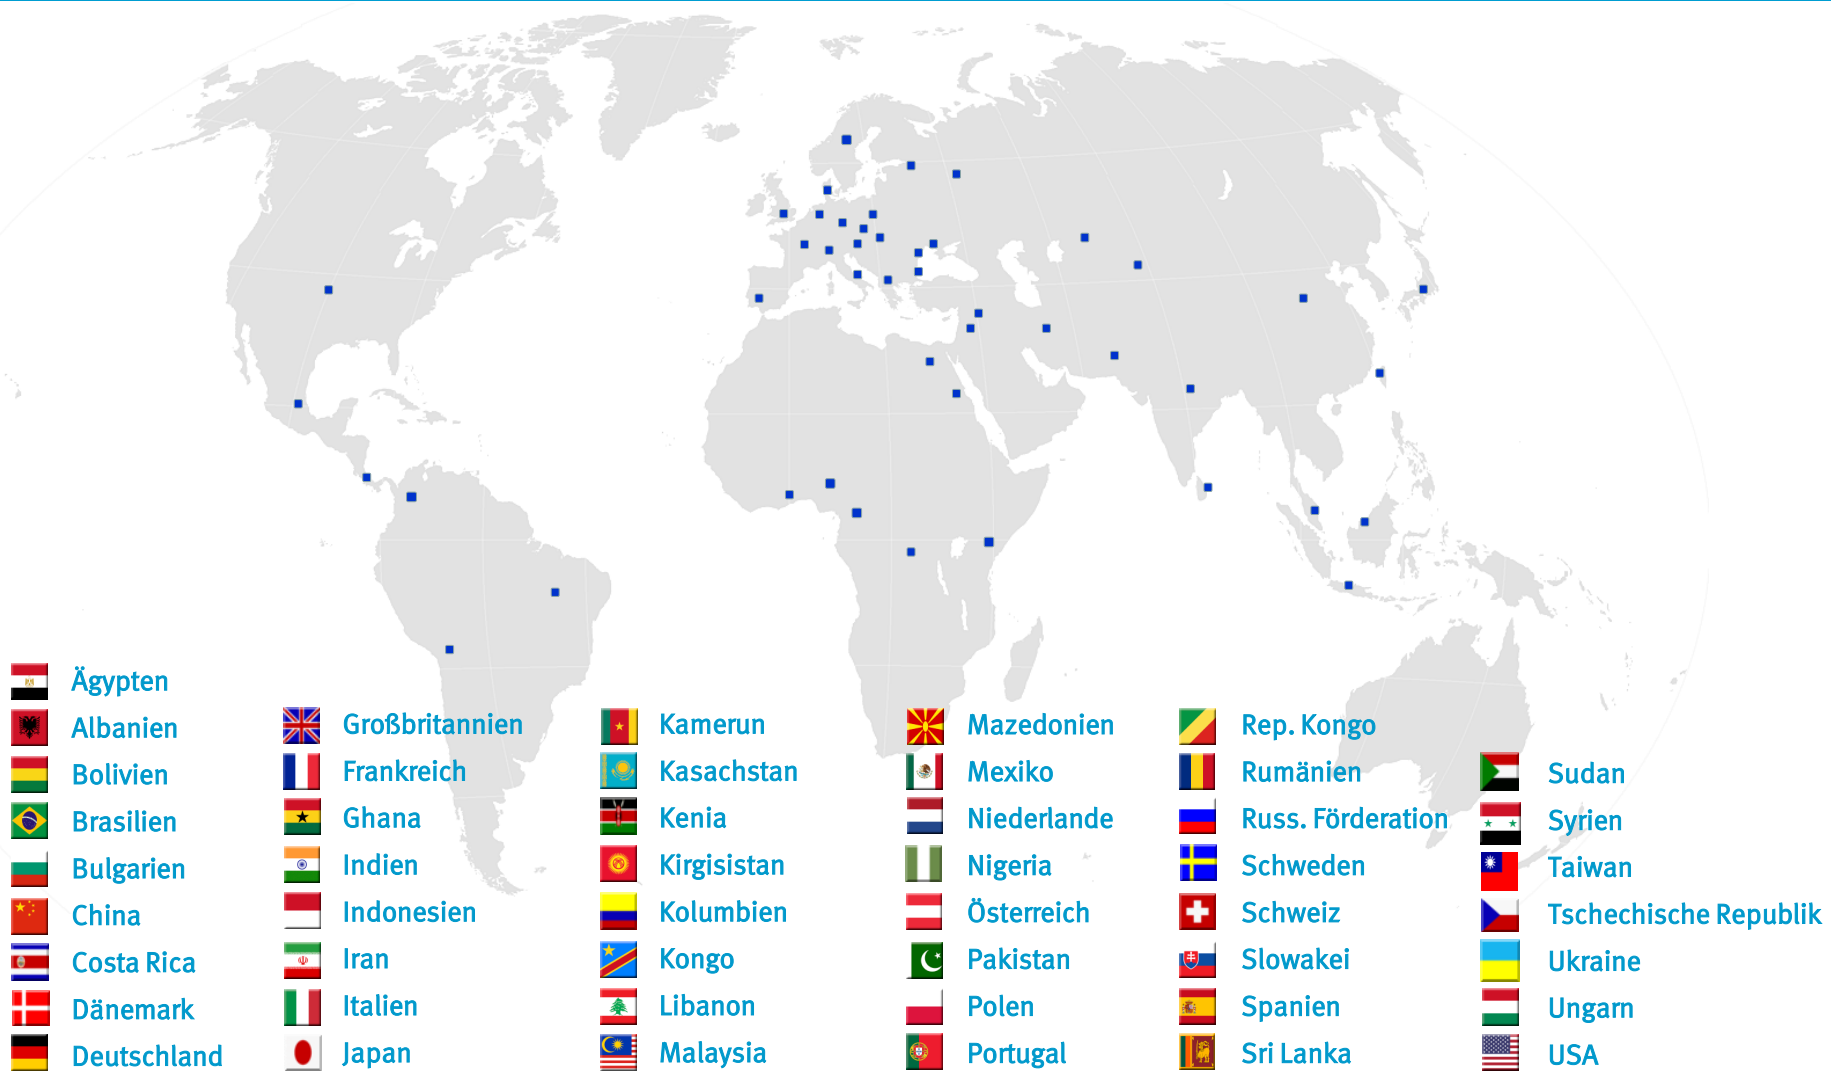 Ägypten
Albanien
Bolivien
Brasilien
Bulgarien
China
Costa Rica
Dänemark
Deutschland
Großbritannien
Frankreich
Ghana
Indien
Indonesien
Iran
Italien
Japan
Kamerun
Kasachstan
Kenia
Kirgisistan
Kolumbien
Kongo
Libanon
Malaysia
Mazedonien
Mexiko
Niederlande
Nigeria
Österreich
Pakistan
Polen
Portugal
Rep. Kongo
Rumänien
Russ. Förderation
Schweden
Schweiz
Slowakei
Spanien
Sri Lanka
Sudan
Syrien
Taiwan
Tschechische Republik
Ukraine
Ungarn
USA